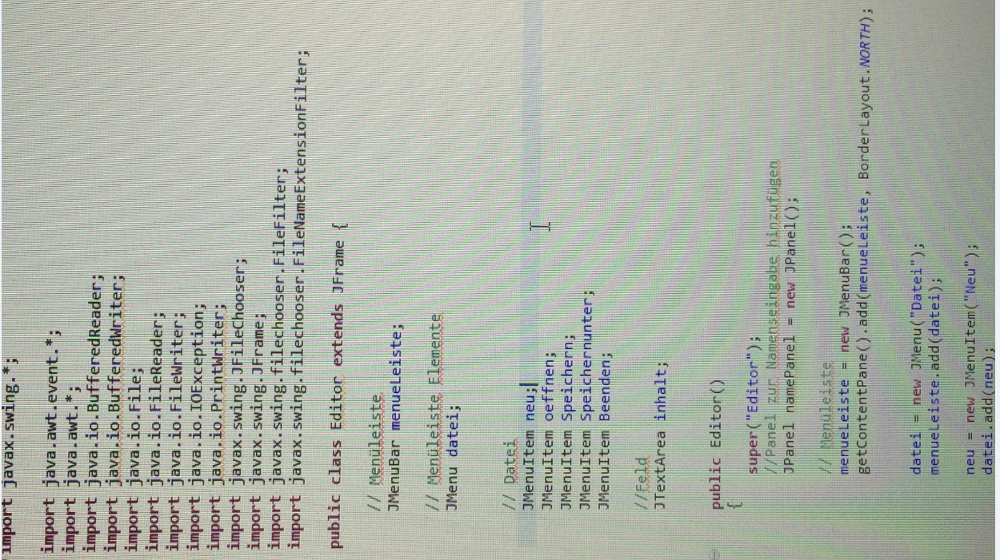 import javax.swing.*;
import java.awt.event.*;
import java.awt.*;
import java.io.BufferedReader;
import java.io.BufferedWriter;
import java.io.File;
import java.io.FileReader;
import java.io.FileWriter;
import java.io.IOException;
import java.io.PrintWriter;
import javax.swing.JFileChooser;
import javax.swing.JFrame;
import javax.swing.filechooser.FileFilter;
import javax.swing.filechooser.FileNameExtensionFilter;
public class Editor extends JFrame {
// Menüleiste
JMenuBar menueLeiste;
// Menüleiste Elemente
JMenu datei;
// Datei
JMenuItem neu;
JMenuItem oeffnen;
JMenuItem Speichern;
JMenuItem Speichernunter;
JMenuItem Beenden;
//Feld
JTextArea inhalt;
public Editor()
{
super("Editor");
//Panel zur Namenseingabe hinzufügen
JPanel namePanel = new JPanel();
// Menüleiste
menueLeiste = new JMenuBar();
getContentPane().add(menueLeiste, BorderLayout.NORTH);
datei = new JMenu("Datei");
menueLeiste.add(datei);
neu = new JMenuItem("Neu");
datei.add(neu);